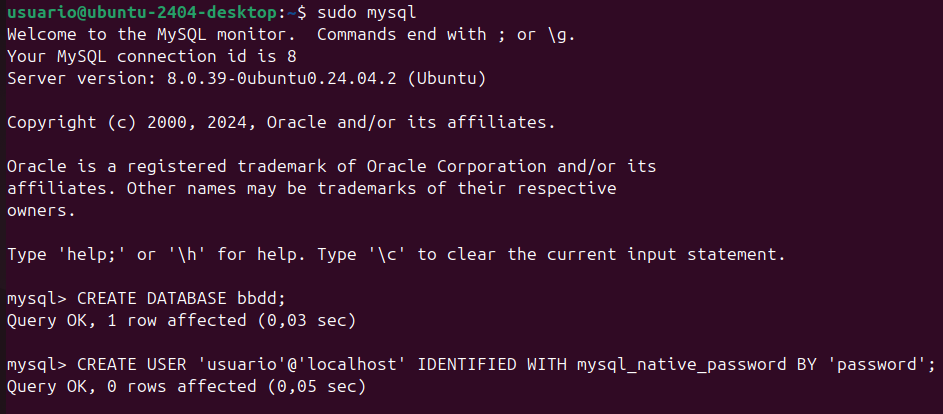 usuario@ubuntu-2404-desktop:~$ sudo mysql
Welcome to the MySQL monitor.  Commands end with ; or \g.
Your MySQL connection id is 8
Server version: 8.0.39-0ubuntu0.24.04.2 (Ubuntu)

Copyright (c) 2000, 2024, Oracle and/or its affiliates.

Oracle is a registered trademark of Oracle Corporation and/or its
affiliates. Other names may be trademarks of their respective
owners.

Type 'help;' or '\h' for help. Type '\c' to clear the current input statement.

mysql> CREATE DATABASE bbdd;
Query OK, 1 row affected (0,03 sec)

mysql> CREATE USER 'usuario'@'localhost' IDENTIFIED WITH mysql_native_password BY 'password';
Query OK, 0 rows affected (0,05 sec)